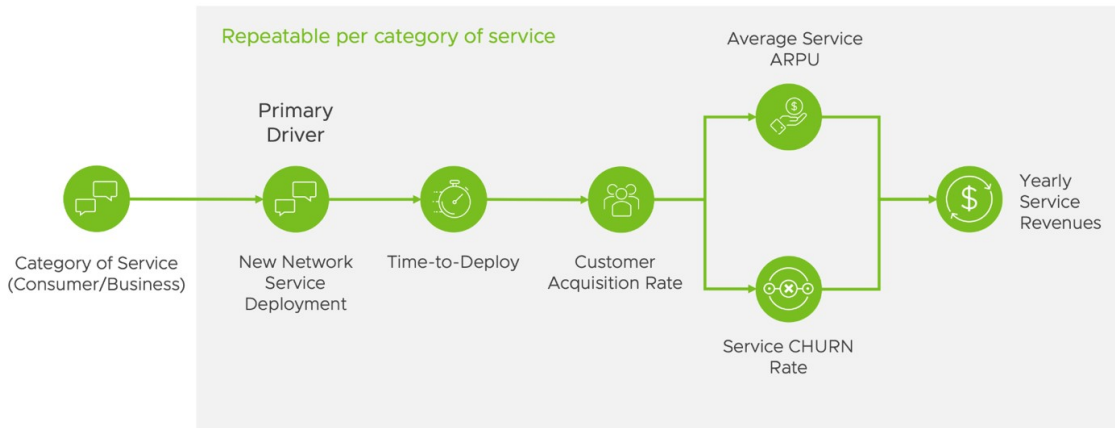 Repeatable per category of service
Primary
Driver
Category of Service
(Consumer/Business)
New Network
Service
Deployment
Time-to-Deploy
Customer
Acquisition Rate
Average Service
ARPU
$
Service CHURN
Rate
$
Yearly
Service
Revenues